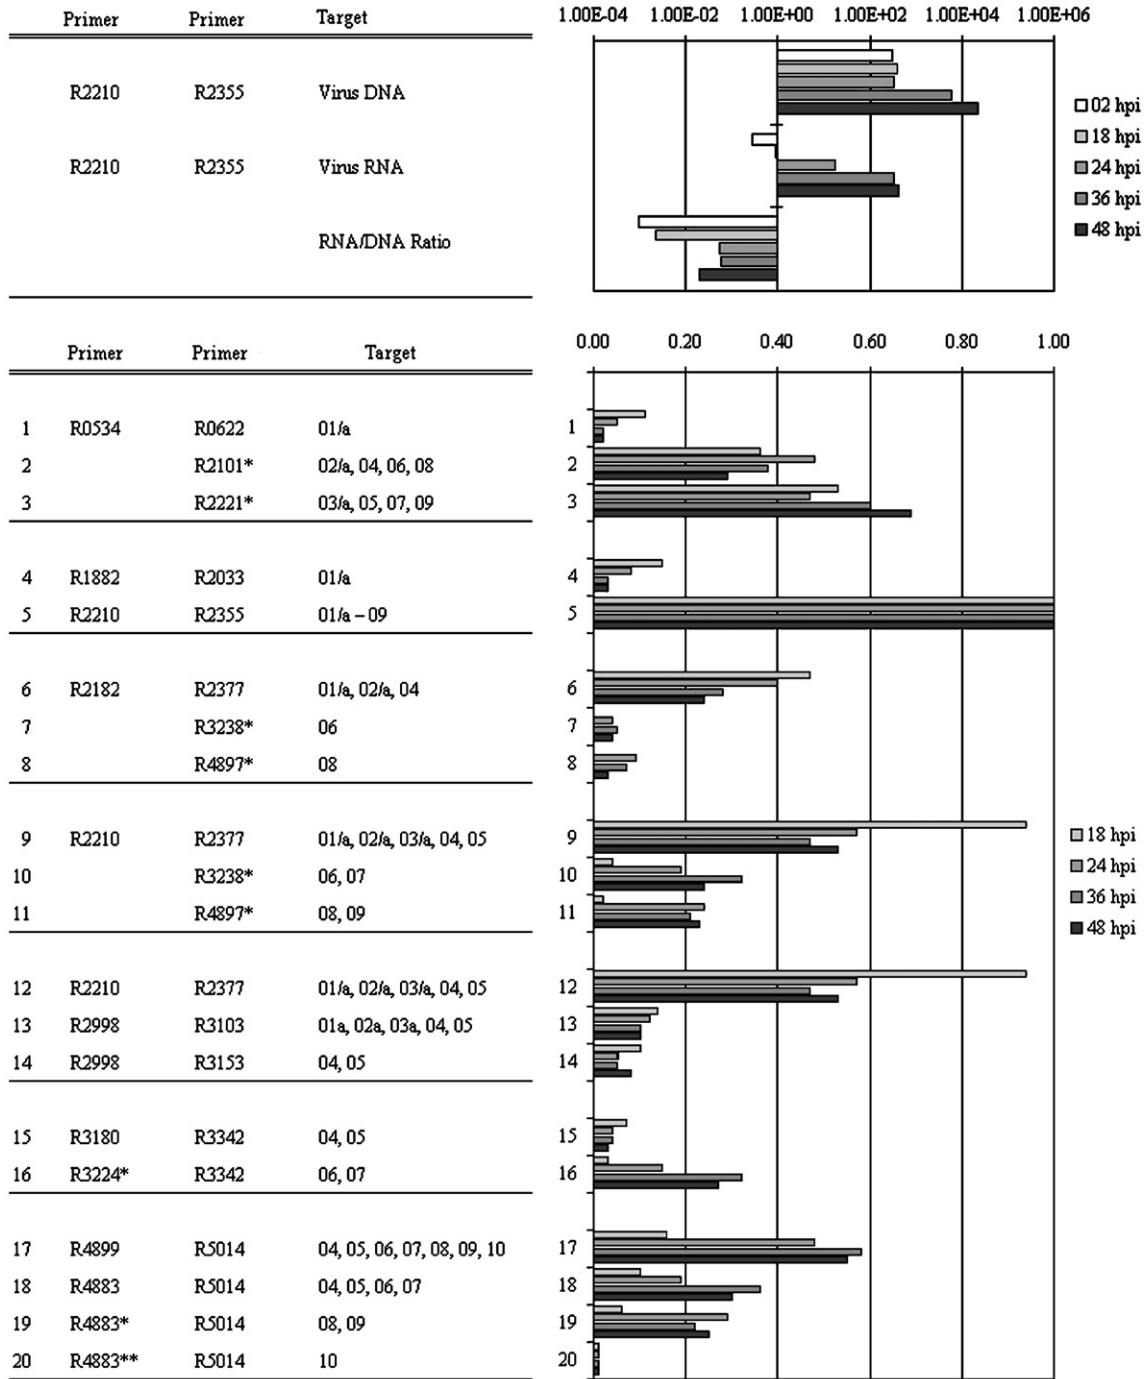 Primer Primer Target 1.00E-04 1.00E-02 1.00E+00 1.00E+02 1.00E+04 1.00E+06
R2210 R2355 Virus DNA
R2210 R2355 Virus RNA
RNA/DNA Ratio
02 hpi
18 hpi
24 hpi
36 hpi
48 hpi
Primer Primer Target 0.00 0.20 0.40 0.60 0.80 1.00
1 R0534 R0622 01/a 1
2 R2101* 02/a, 04, 06, 08 2
3 R2221* 03/a, 05, 07, 09 3
4 R1882 R2033 01/a 4
5 R2210 R2355 01/a – 09 5
6 R2182 R2377 01/a, 02/a, 04 6
7 R3238* 06 7
8 R4897* 08 8
9 R2210 R2377 01/a, 02/a, 03/a, 04, 05 9
10 R3238* 06, 07 10
11 R4897* 08, 09 11
12 R2210 R2377 01/a, 02/a, 03/a, 04, 05 12
13 R2998 R3103 01a, 02a, 03a, 04, 05 13
14 R2998 R3153 04, 05 14
15 R3180 R3342 04, 05 15
16 R3224* R3342 06, 07 16
17 R4899 R5014 04, 05, 06, 07, 08, 09, 10 17
18 R4883 R5014 04, 05, 06, 07 18
19 R4883* R5014 08, 09 19
20 R4883** R5014 10 20
18 hpi
24 hpi
36 hpi
48 hpi